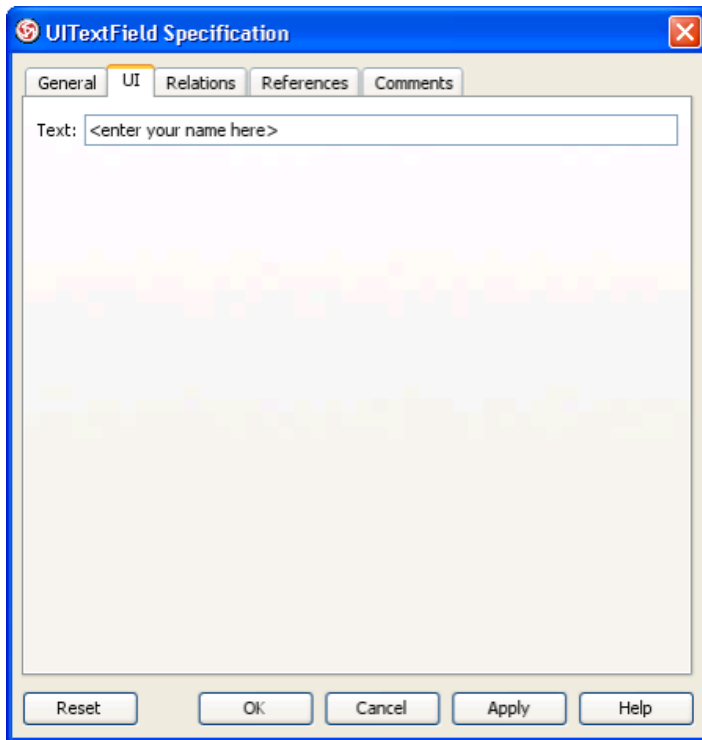 UITextField Specification
General UI Relations References Comments
Text: <enter your name here>
Reset OK Cancel Apply Help